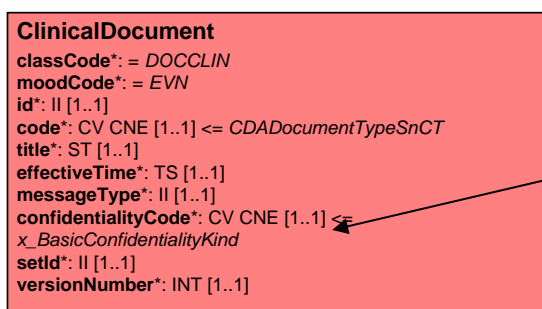 ClinicalDocument
classCode*: = DOCCLIN
moodCode*: = EVN
id*: II [1..1]
code*: CV CNE [1..1] <= CDADocumentTypeSnCT
title*: ST [1..1]
effectiveTime*: TS [1..1]
messageType*: II [1..1]
confidentialityCode*: CV CNE [1..1] <=
x_BasicConfidentialityKind
setId*: II [1..1]
versionNumber*: INT [1..1]